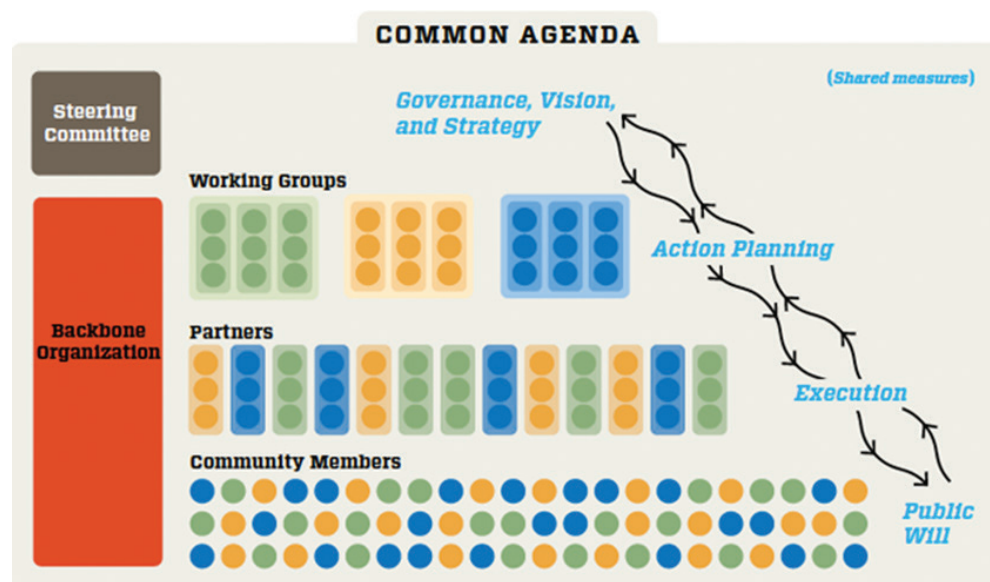 COMMON AGENDA
(Shared measures)
Steering
Committee
Governance, Vision,
and Strategy
Working Groups
Action Planning
Backbone
Organization
Partners
Execution
Community Members
Public
Will